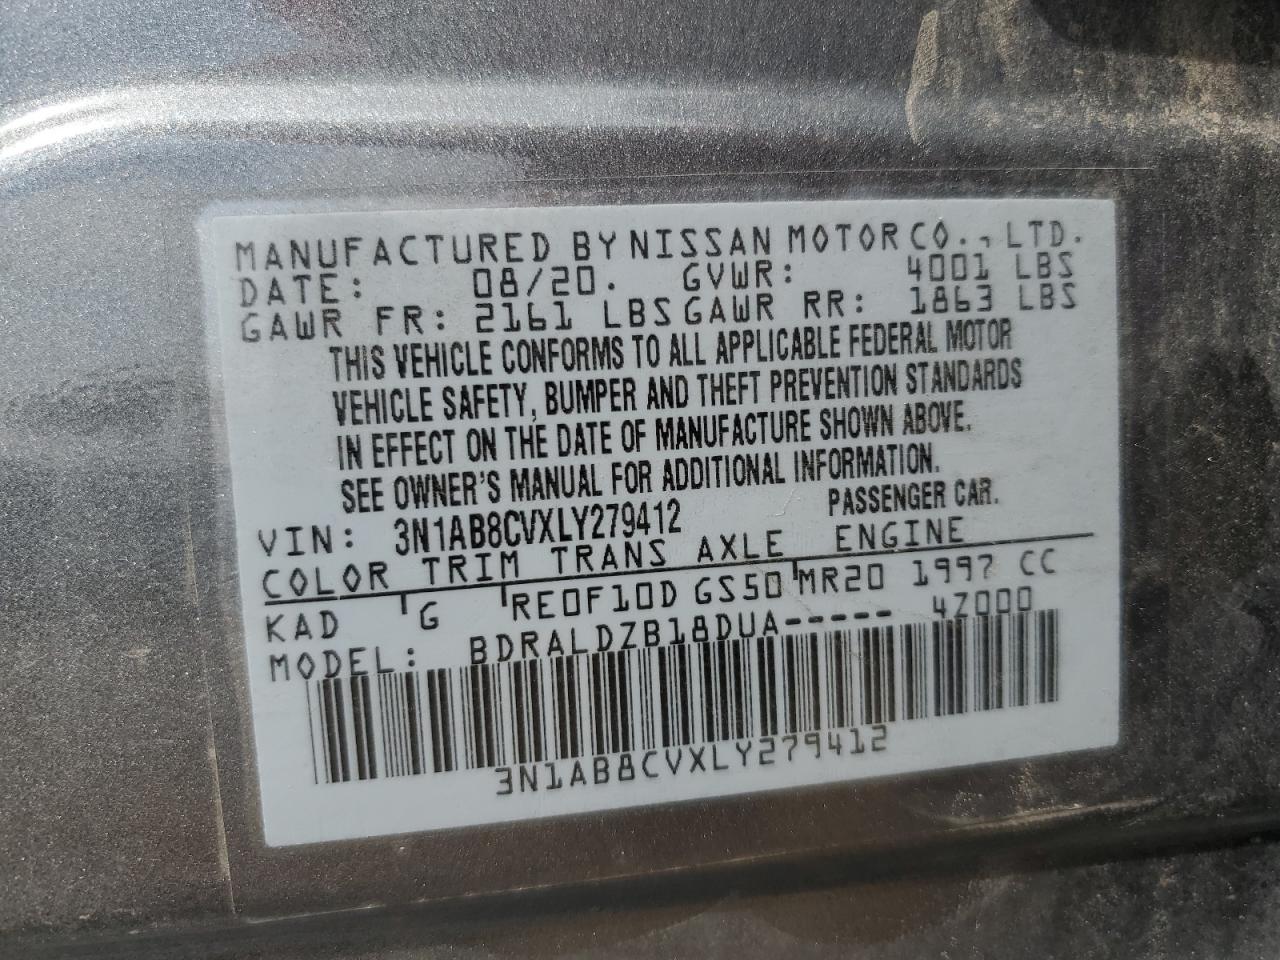 MANUFACTURED BY NISSAN MOTOR CO., LTD.
DATE: 08/20. GVWR: 4001 LBS
GAWR FR: 2161 LBS GAWR RR: 1863 LBS
THIS VEHICLE CONFORMS TO ALL APPLICABLE FEDERAL MOTOR
VEHICLE SAFETY, BUMPER AND THEFT PREVENTION STANDARDS
IN EFFECT ON THE DATE OF MANUFACTURE SHOWN ABOVE.
SEE OWNER'S MANUAL FOR ADDITIONAL INFORMATION.
VIN: 3N1AB8CVXLY279412 PASSENGER CAR.
COLOR TRIM TRANS AXLE ENGINE
KAD G RE0F10D GS50 MR20 1997 CC
MODEL: BDRALDZB18DUA----- 4Z000
3N1AB8CVXLY279412